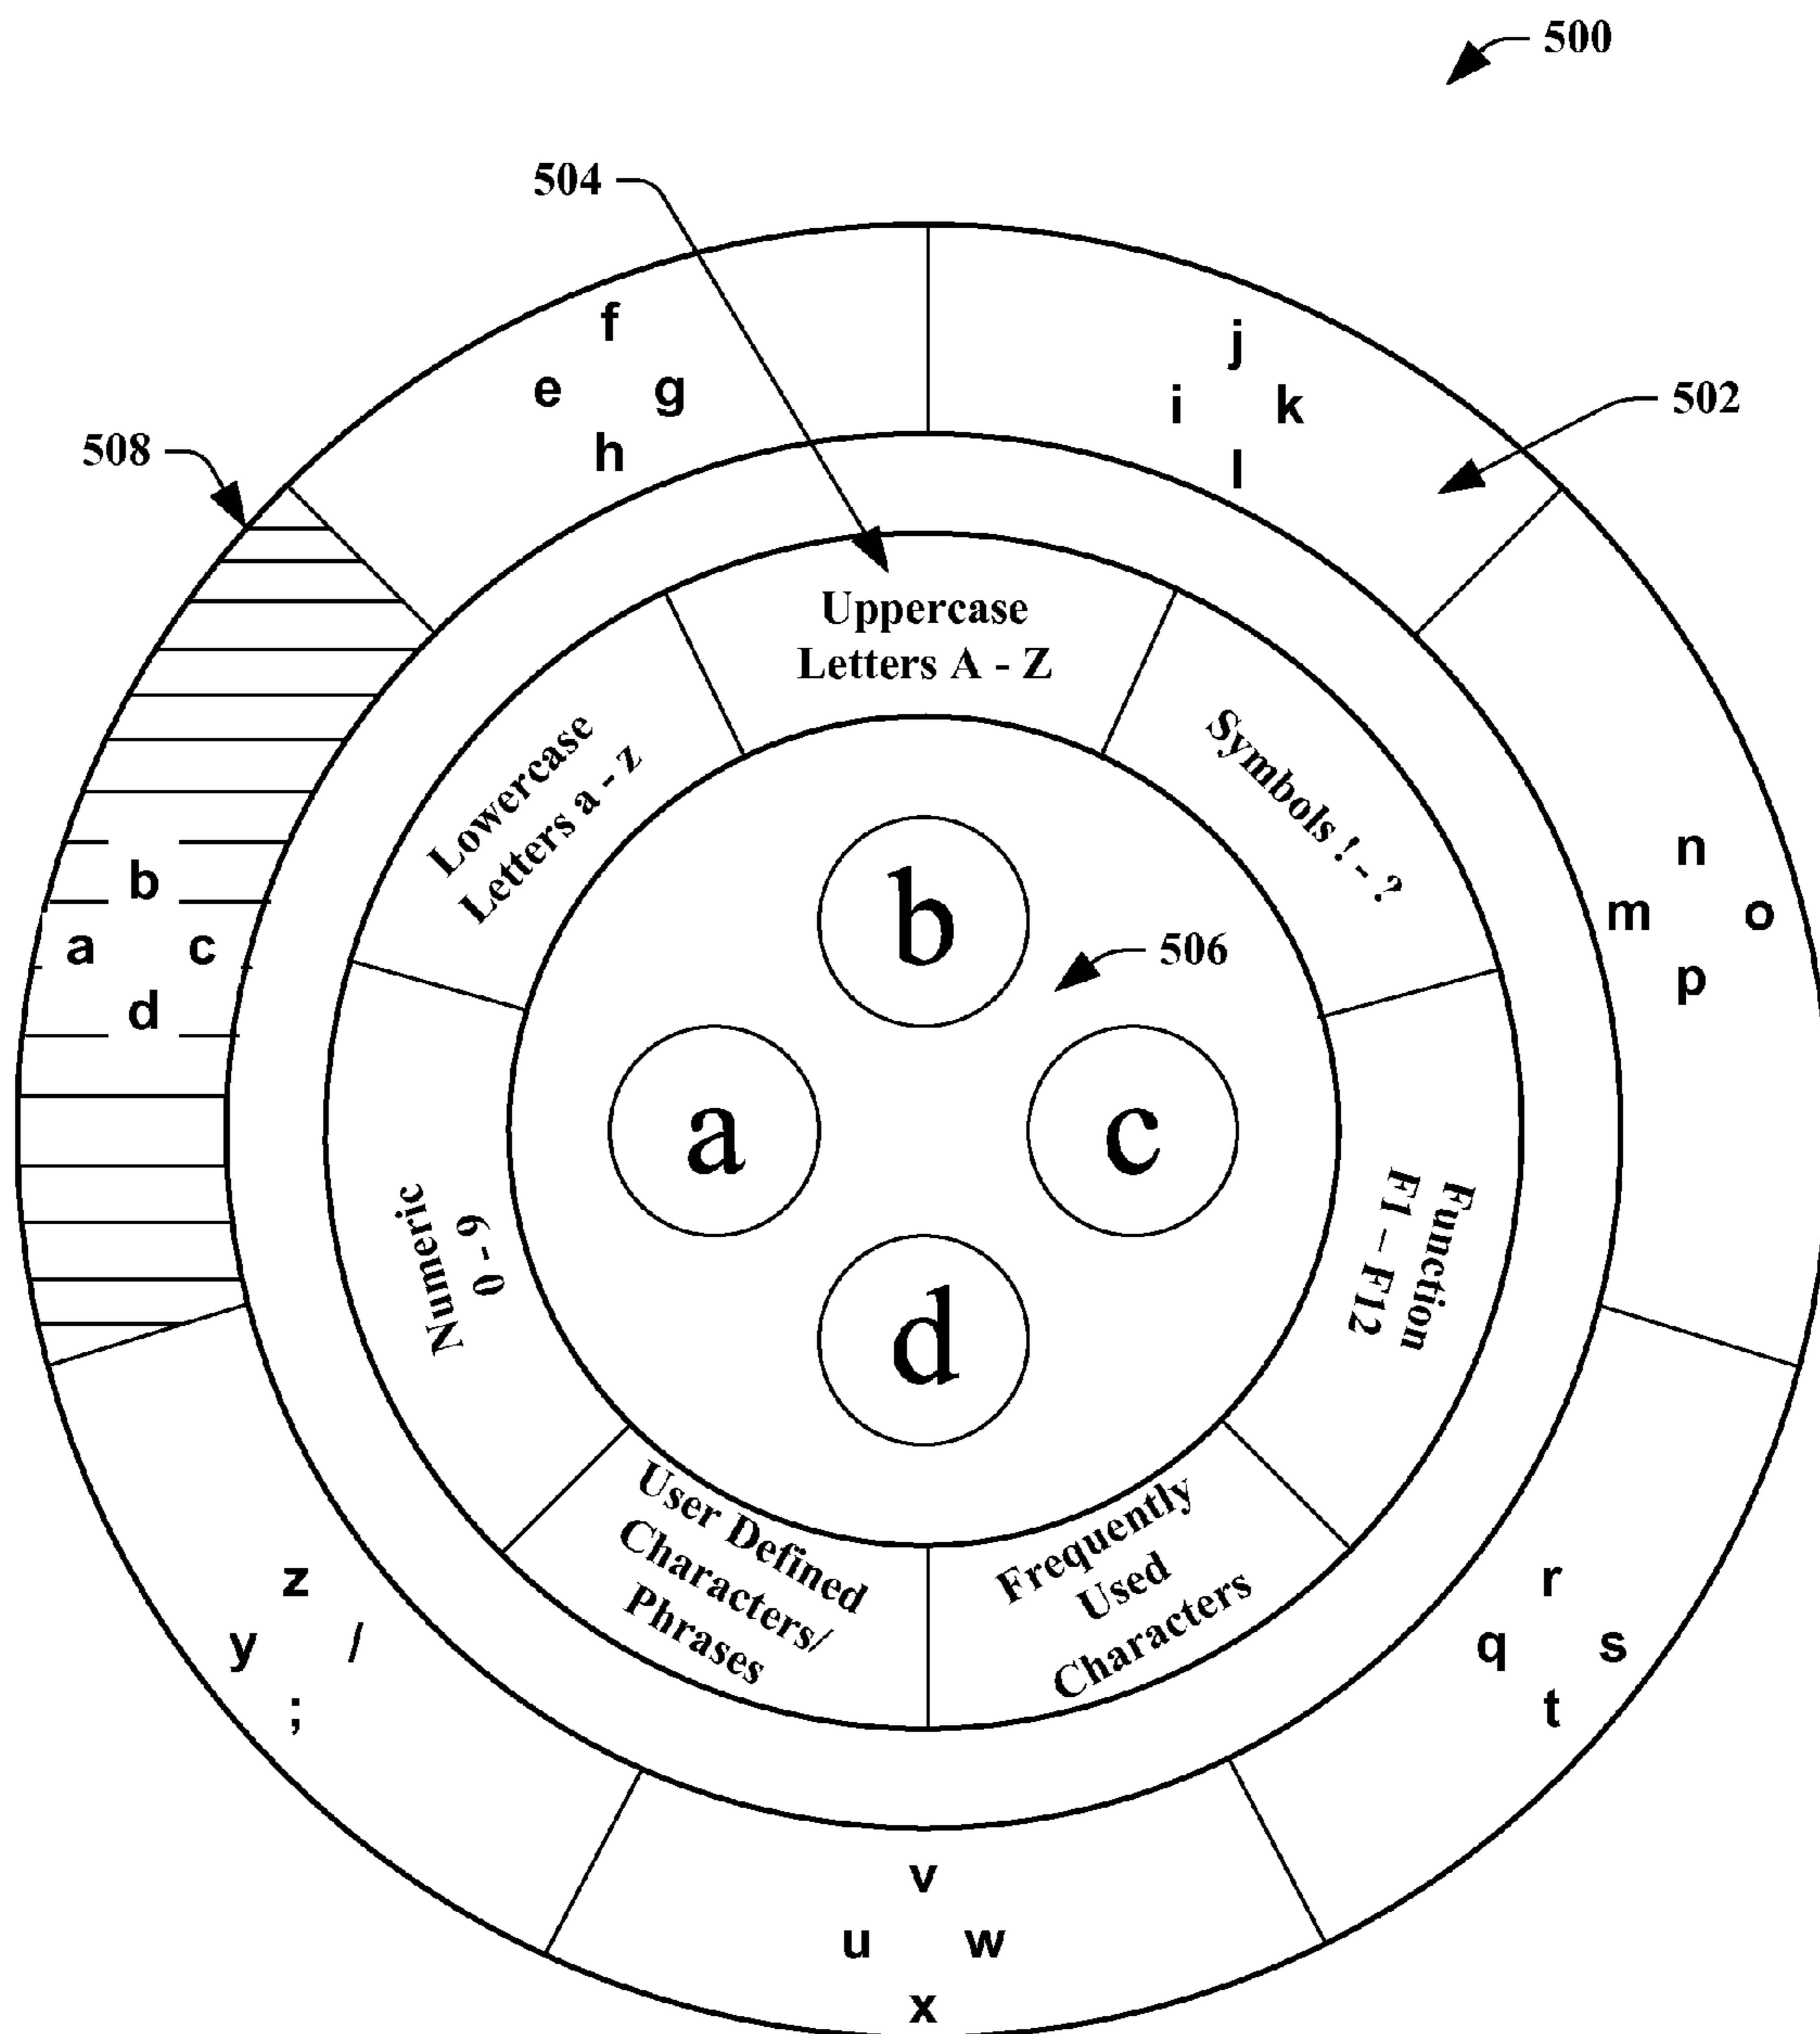 500
504
f
e g
h
j
i k
l
502
508
Uppercase
Letters A - Z
Lowercase
Letters a - z
Symbols ! - ?
b
a c
d
n
m o
p
b
506
a
c
d
Numeric
0 - 9
Function
F1 – F12
User Defined
Characters/
Phrases
Frequently
Used
Characters
z
y /
;
r
q s
t
v
u w
x